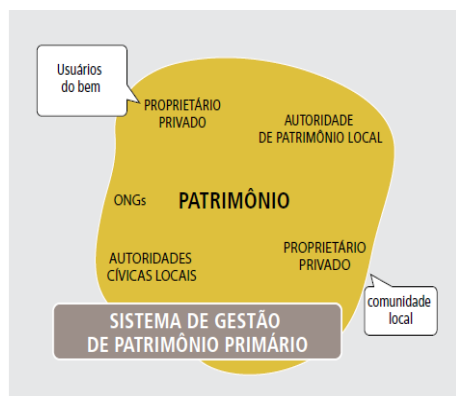 Usuários
do bem
PROPRIETÁRIO
PRIVADO
AUTORIDADE
DE PATRIMÔNIO LOCAL
ONGs
PATRIMÔNIO
AUTORIDADES
CÍVICAS LOCAIS
PROPRIETÁRIO
PRIVADO
comunidade
local
SISTEMA DE GESTÃO
DE PATRIMÔNIO PRIMÁRIO